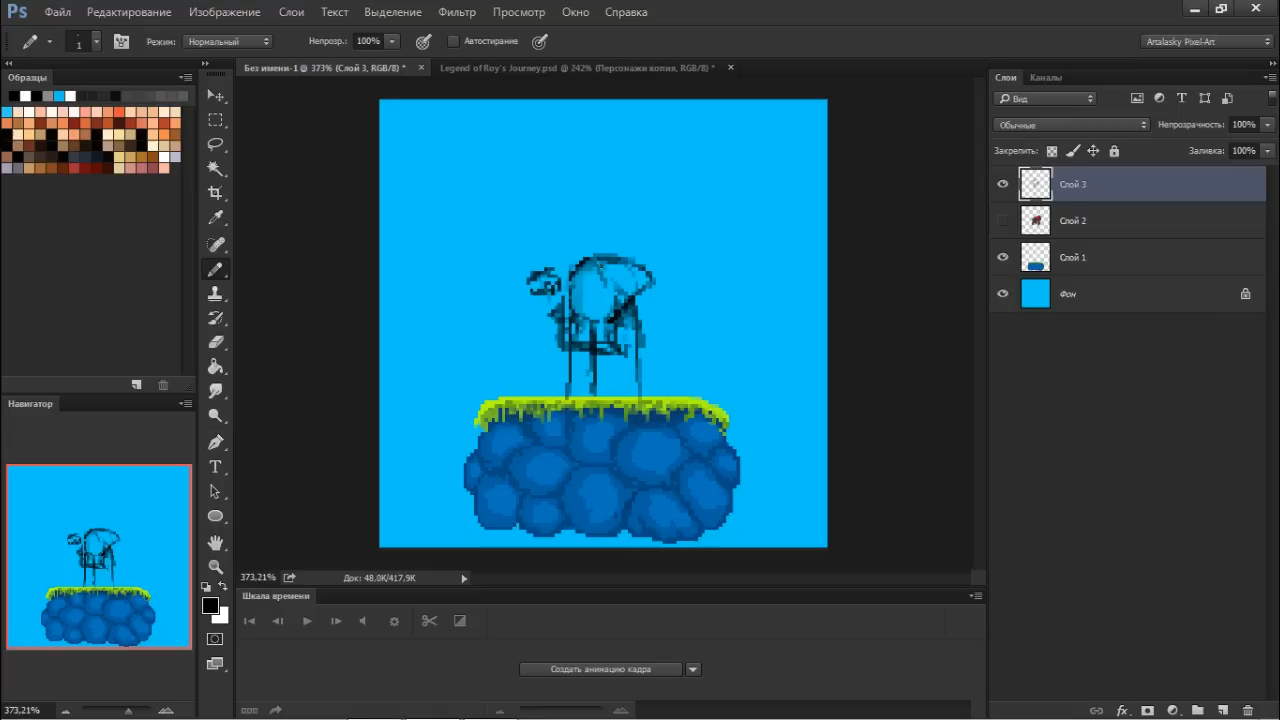 Ps Файл Изображение Слои Текст Выделение Фильтр Просмотр Окно Справка
1 Режим: Нормальный Непрозр.: 100% Автостирание Artalasky Pixel-Art
Образцы
Без имени-1 @ 373% (Слой 3, RGB/8) * Legend of Roy's Journey.psd @ 242% (Персонажи копия, RGB/8) *
Слои Каналы
Вид
Обычные Непрозрачность: 100%
Закрепить: Заливка: 100%
Слой 3
Слой 2
Слой 1
Фон
Навигатор
373,21%
373,21% Док: 48,0K/417,9K
Шкала времени
Создать анимацию кадра